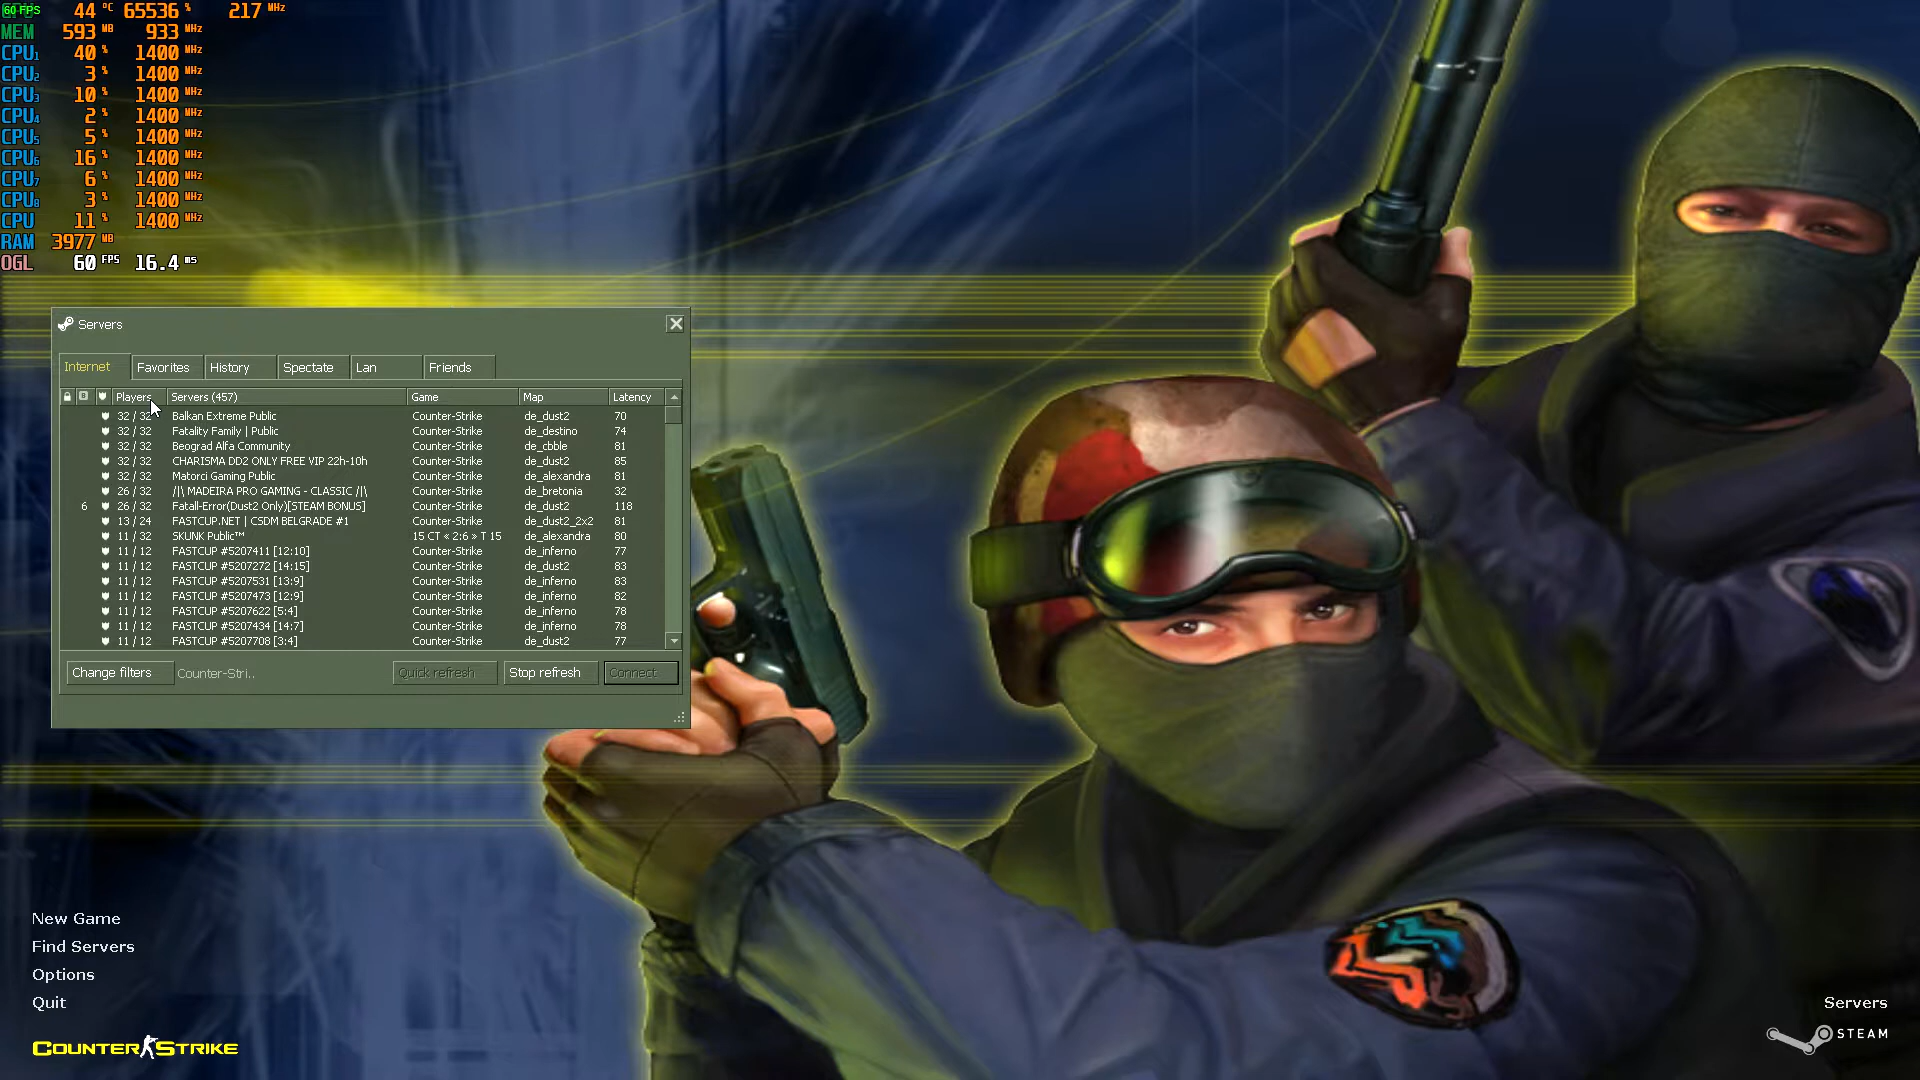 60 FPS
GPU 44 °C 65536 % 217 MHz
MEM 593 MB 933 MHz
CPU1 40 % 1400 MHz
CPU2 3 % 1400 MHz
CPU3 10 % 1400 MHz
CPU4 2 % 1400 MHz
CPU5 5 % 1400 MHz
CPU6 16 % 1400 MHz
CPU7 6 % 1400 MHz
CPU8 3 % 1400 MHz
CPU 11 % 1400 MHz
RAM 3977 MB
OGL 60 FPS 16.4 ms
Servers
Internet Favorites History Spectate Lan Friends
Players Servers (457) Game Map Latency
32 / 32 Balkan Extreme Public Counter-Strike de_dust2 70
32 / 32 Fatality Family | Public Counter-Strike de_destino 74
32 / 32 Beograd Alfa Community Counter-Strike de_cbble 81
32 / 32 CHARISMA DD2 ONLY FREE VIP 22h-10h Counter-Strike de_dust2 85
32 / 32 Matorci Gaming Public Counter-Strike de_alexandra 81
26 / 32 /|\ MADEIRA PRO GAMING - CLASSIC /|\ Counter-Strike de_bretonia 32
6 26 / 32 Fatall-Error(Dust2 Only)[STEAM BONUS] Counter-Strike de_dust2 118
13 / 24 FASTCUP.NET | CSDM BELGRADE #1 Counter-Strike de_dust2_2x2 81
11 / 32 SKUNK Public™ 15 CT « 2:6 » T 15 de_alexandra 80
11 / 12 FASTCUP #5207411 [12:10] Counter-Strike de_inferno 77
11 / 12 FASTCUP #5207272 [14:15] Counter-Strike de_dust2 83
11 / 12 FASTCUP #5207531 [13:9] Counter-Strike de_inferno 83
11 / 12 FASTCUP #5207473 [12:9] Counter-Strike de_inferno 82
11 / 12 FASTCUP #5207622 [5:4] Counter-Strike de_inferno 78
11 / 12 FASTCUP #5207434 [14:7] Counter-Strike de_inferno 78
11 / 12 FASTCUP #5207708 [3:4] Counter-Strike de_dust2 77
Change filters Counter-Stri.. Quick refresh Stop refresh Connect
New Game
Find Servers
Options
Quit
COUNTER STRIKE
Servers
STEAM